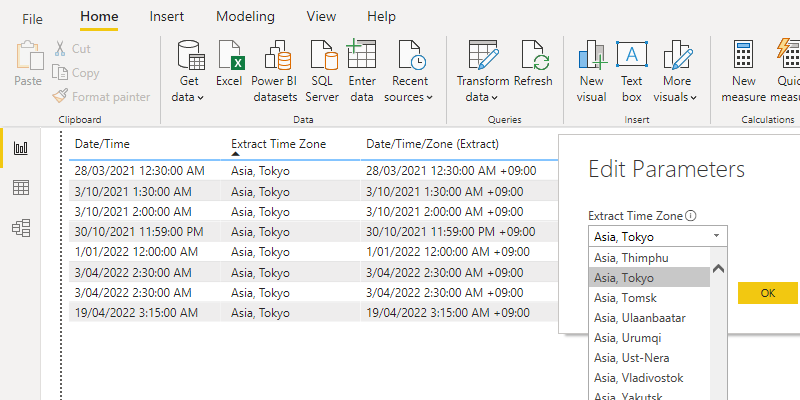 File Home Insert Modeling View Help
Paste
Cut
Copy
Format painter
Get data
Excel
Power BI datasets
SQL Server
Enter data
Recent sources
Transform data
Refresh
New visual
Text box
More visuals
New measure
Quick
Clipboard Data Queries Insert Calculations
Date/Time Extract Time Zone Date/Time/Zone (Extract)
28/03/2021 12:30:00 AM Asia, Tokyo 28/03/2021 12:30:00 AM +09:00
3/10/2021 1:30:00 AM Asia, Tokyo 3/10/2021 1:30:00 AM +09:00
3/10/2021 2:00:00 AM Asia, Tokyo 3/10/2021 2:00:00 AM +09:00
30/10/2021 11:59:00 PM Asia, Tokyo 30/10/2021 11:59:00 PM +09:00
1/01/2022 12:00:00 AM Asia, Tokyo 1/01/2022 12:00:00 AM +09:00
3/04/2022 2:30:00 AM Asia, Tokyo 3/04/2022 2:30:00 AM +09:00
3/04/2022 2:30:00 AM Asia, Tokyo 3/04/2022 2:30:00 AM +09:00
19/04/2022 3:15:00 AM Asia, Tokyo 19/04/2022 3:15:00 AM +09:00
Edit Parameters
Extract Time Zone
Asia, Tokyo
Asia, Thimphu
Asia, Tokyo
Asia, Tomsk
Asia, Ulaanbaatar
Asia, Urumqi
Asia, Ust-Nera
Asia, Vladivostok
Asia, Yakutsk
OK